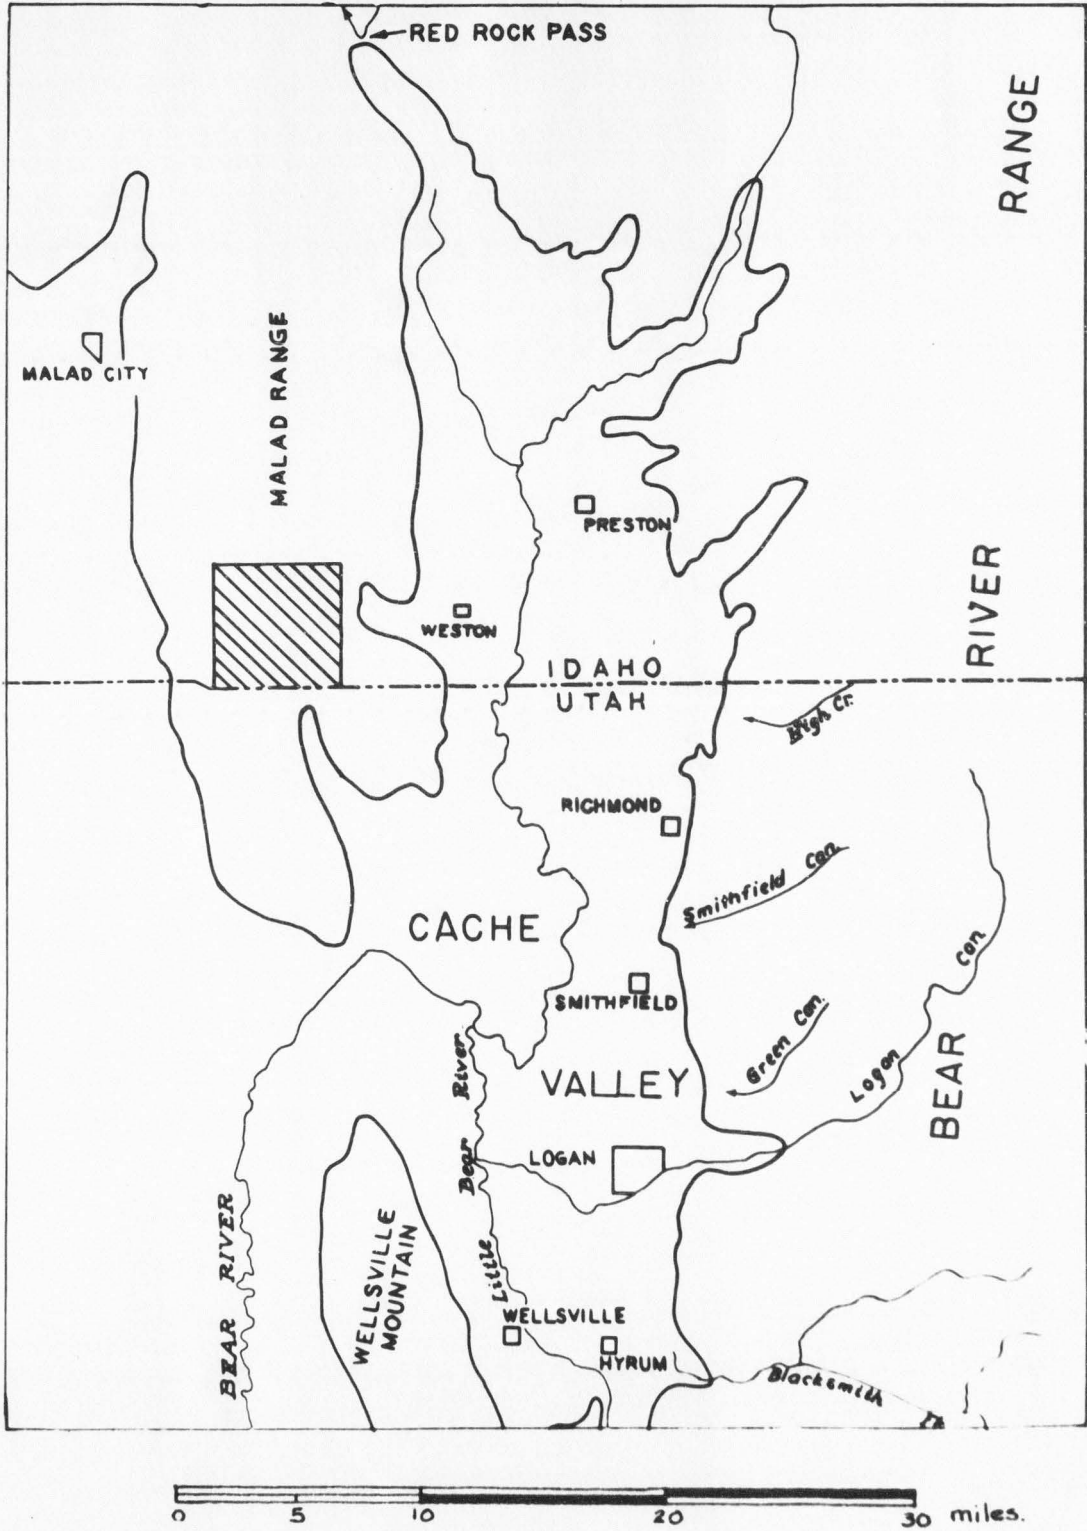 RED ROCK PASS
RANGE
MALAD RANGE
MALAD CITY
PRESTON
WESTON
RIVER
IDAHO
UTAH
High Cr.
RICHMOND
Smithfield Can.
CACHE
Logan Can
SMITHFIELD
Green Can.
BEAR
VALLEY
Little Bear River
LOGAN
BEAR RIVER
WELLSVILLE
MOUNTAIN
WELLSVILLE
HYRUM
Blacksmith Fk
0 5 10 20 30 miles.